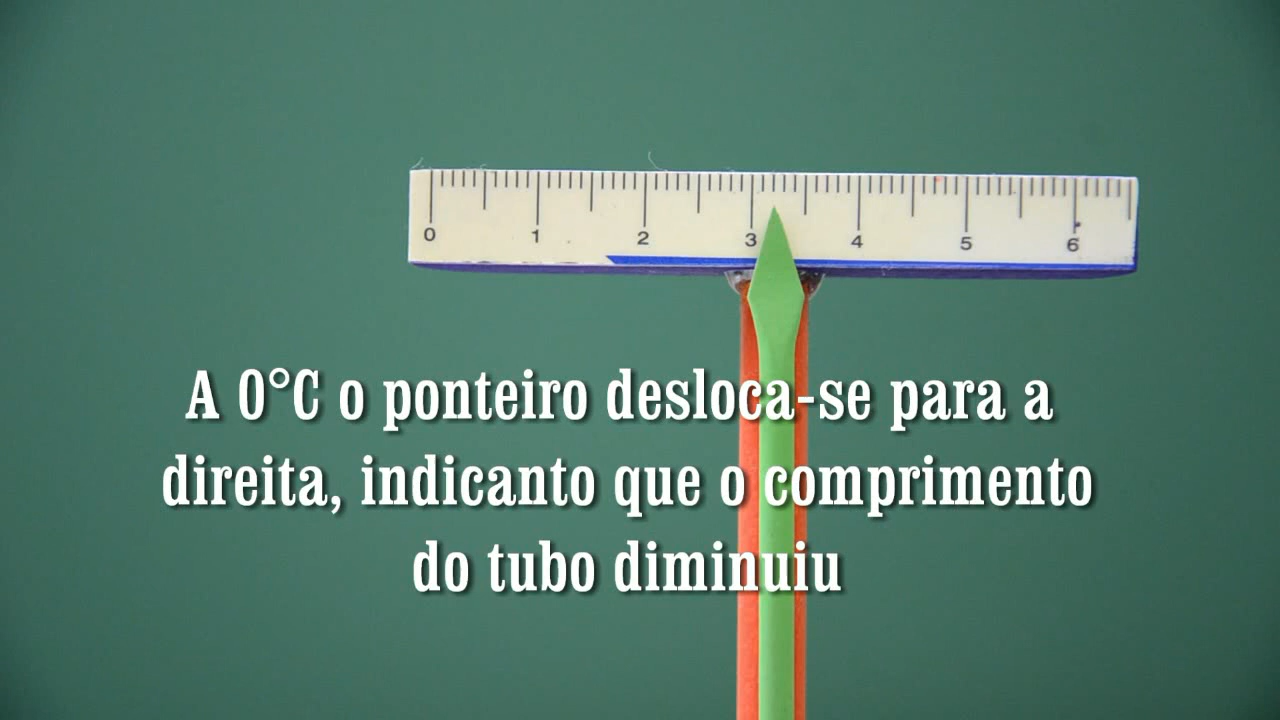 0 1 2 3 4 5 6
A 0°C o ponteiro desloca-se para a
direita, indicanto que o comprimento
do tubo diminuiu